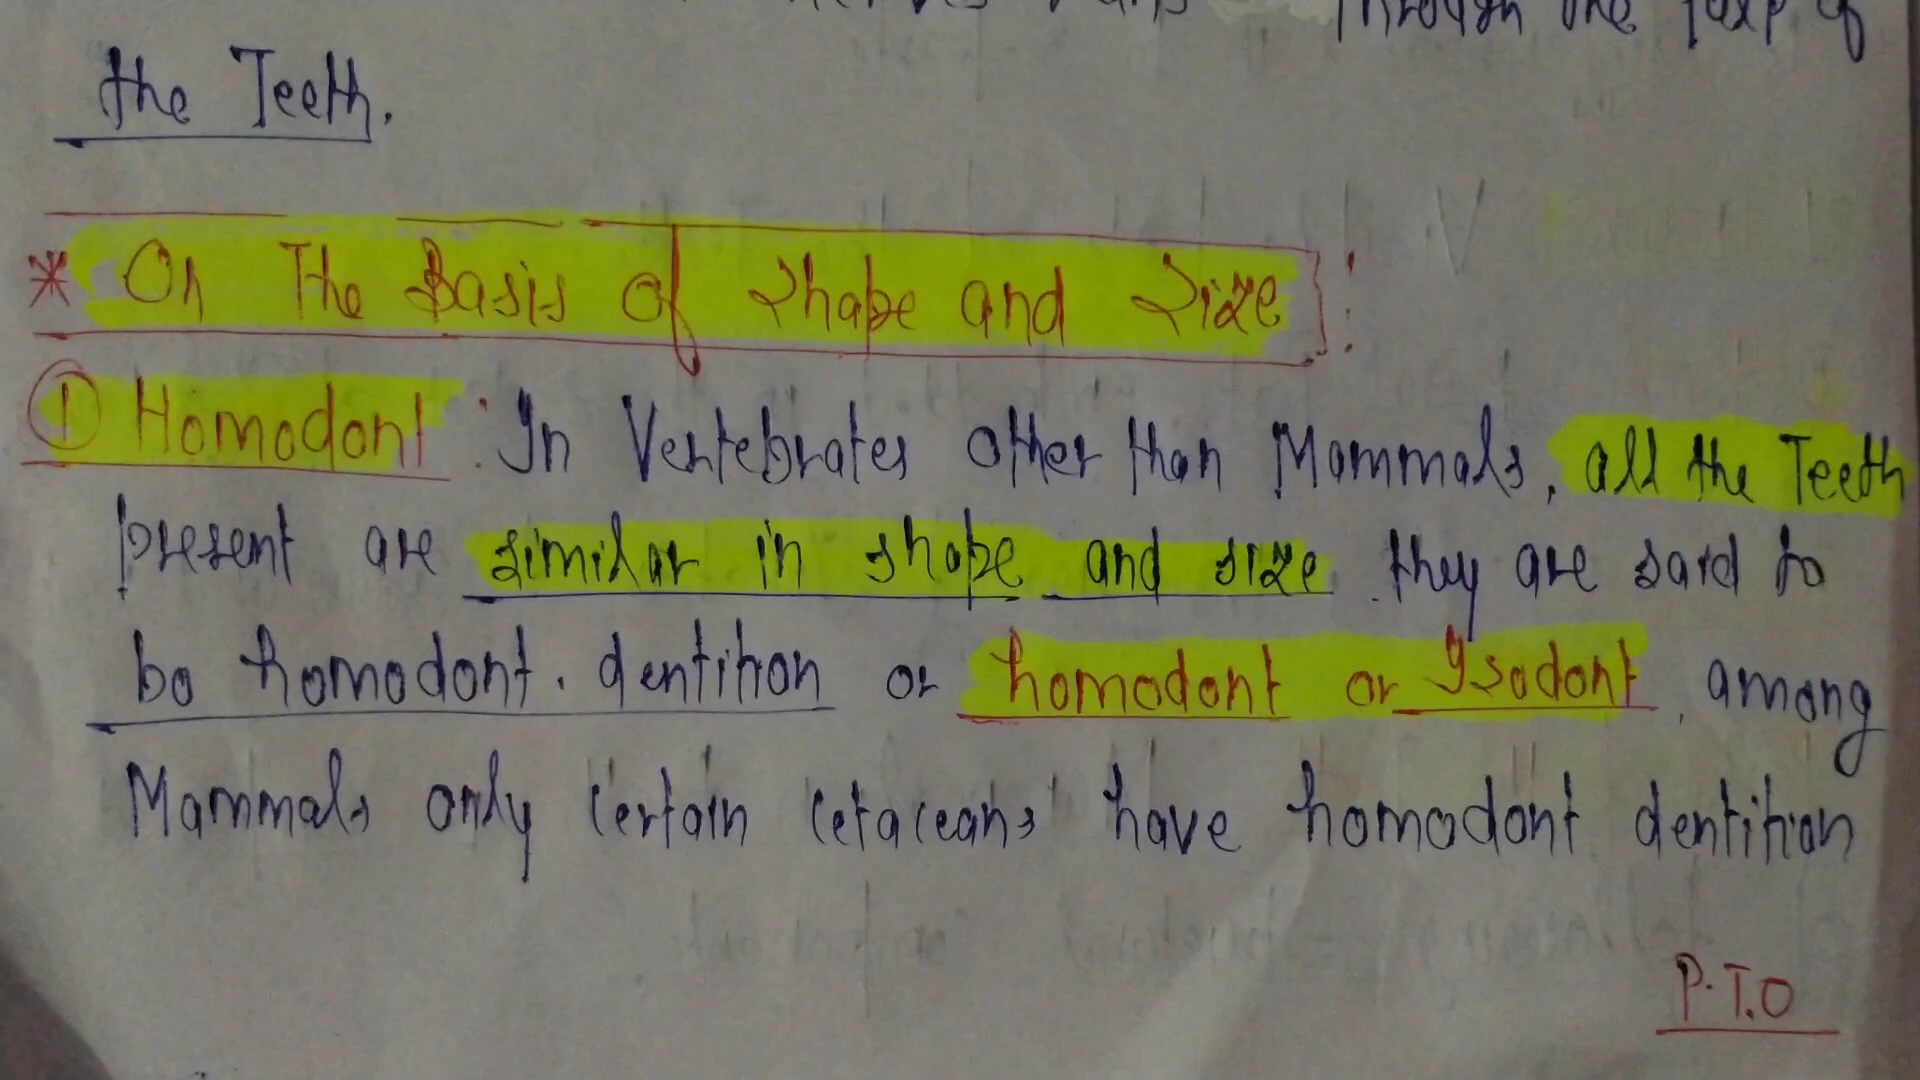 Through the
the Teeth.
* On The Basis of Shape and Size :
① Homodont : In Vertebrates other than Mammals, all the Teeth
present are similar in shape and size they are said to
be homodont. dentition or homodont or Isodont, among
Mammals only certain cetaceans have homodont dentition
P.T.O